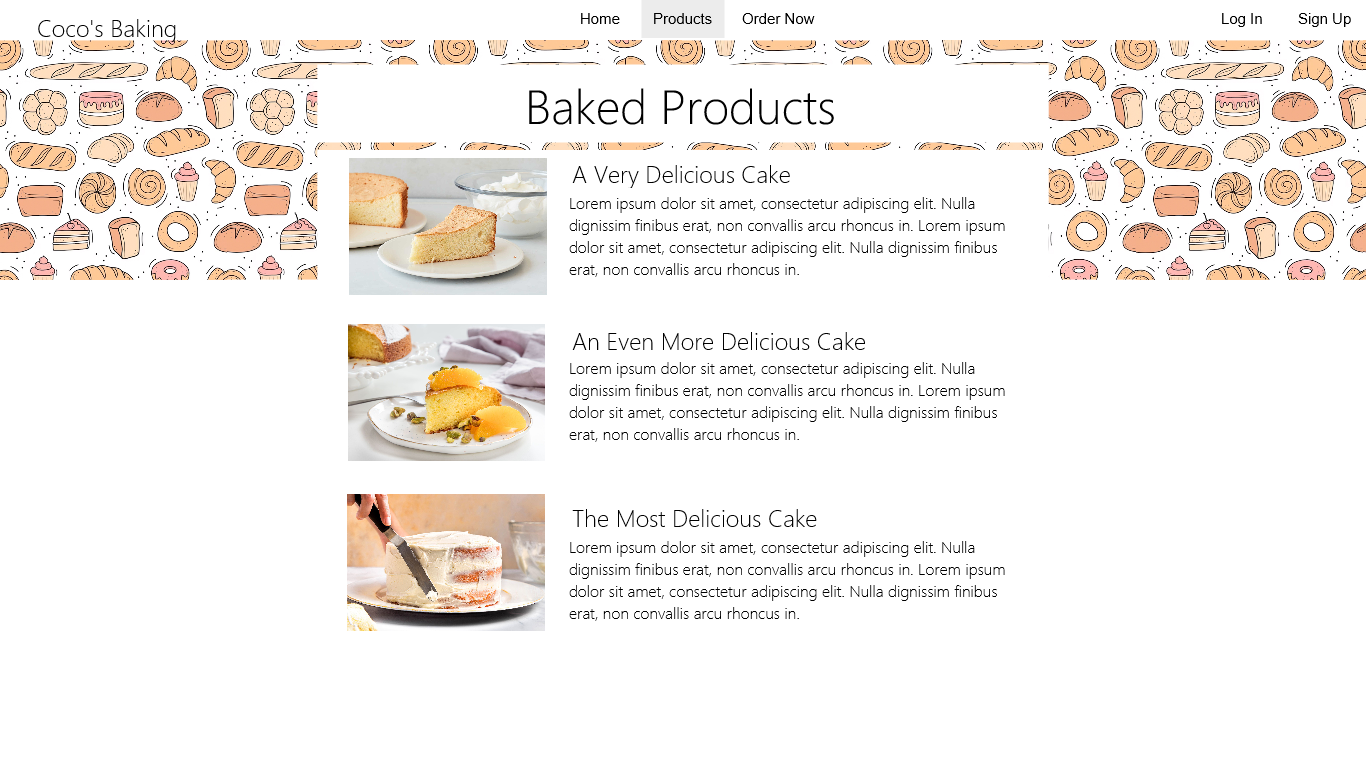 Coco's Baking
Home Products Order Now
Log In Sign Up
Baked Products
A Very Delicious Cake
Lorem ipsum dolor sit amet, consectetur adipiscing elit. Nulla
dignissim finibus erat, non convallis arcu rhoncus in. Lorem ipsum
dolor sit amet, consectetur adipiscing elit. Nulla dignissim finibus
erat, non convallis arcu rhoncus in.
An Even More Delicious Cake
Lorem ipsum dolor sit amet, consectetur adipiscing elit. Nulla
dignissim finibus erat, non convallis arcu rhoncus in. Lorem ipsum
dolor sit amet, consectetur adipiscing elit. Nulla dignissim finibus
erat, non convallis arcu rhoncus in.
The Most Delicious Cake
Lorem ipsum dolor sit amet, consectetur adipiscing elit. Nulla
dignissim finibus erat, non convallis arcu rhoncus in. Lorem ipsum
dolor sit amet, consectetur adipiscing elit. Nulla dignissim finibus
erat, non convallis arcu rhoncus in.